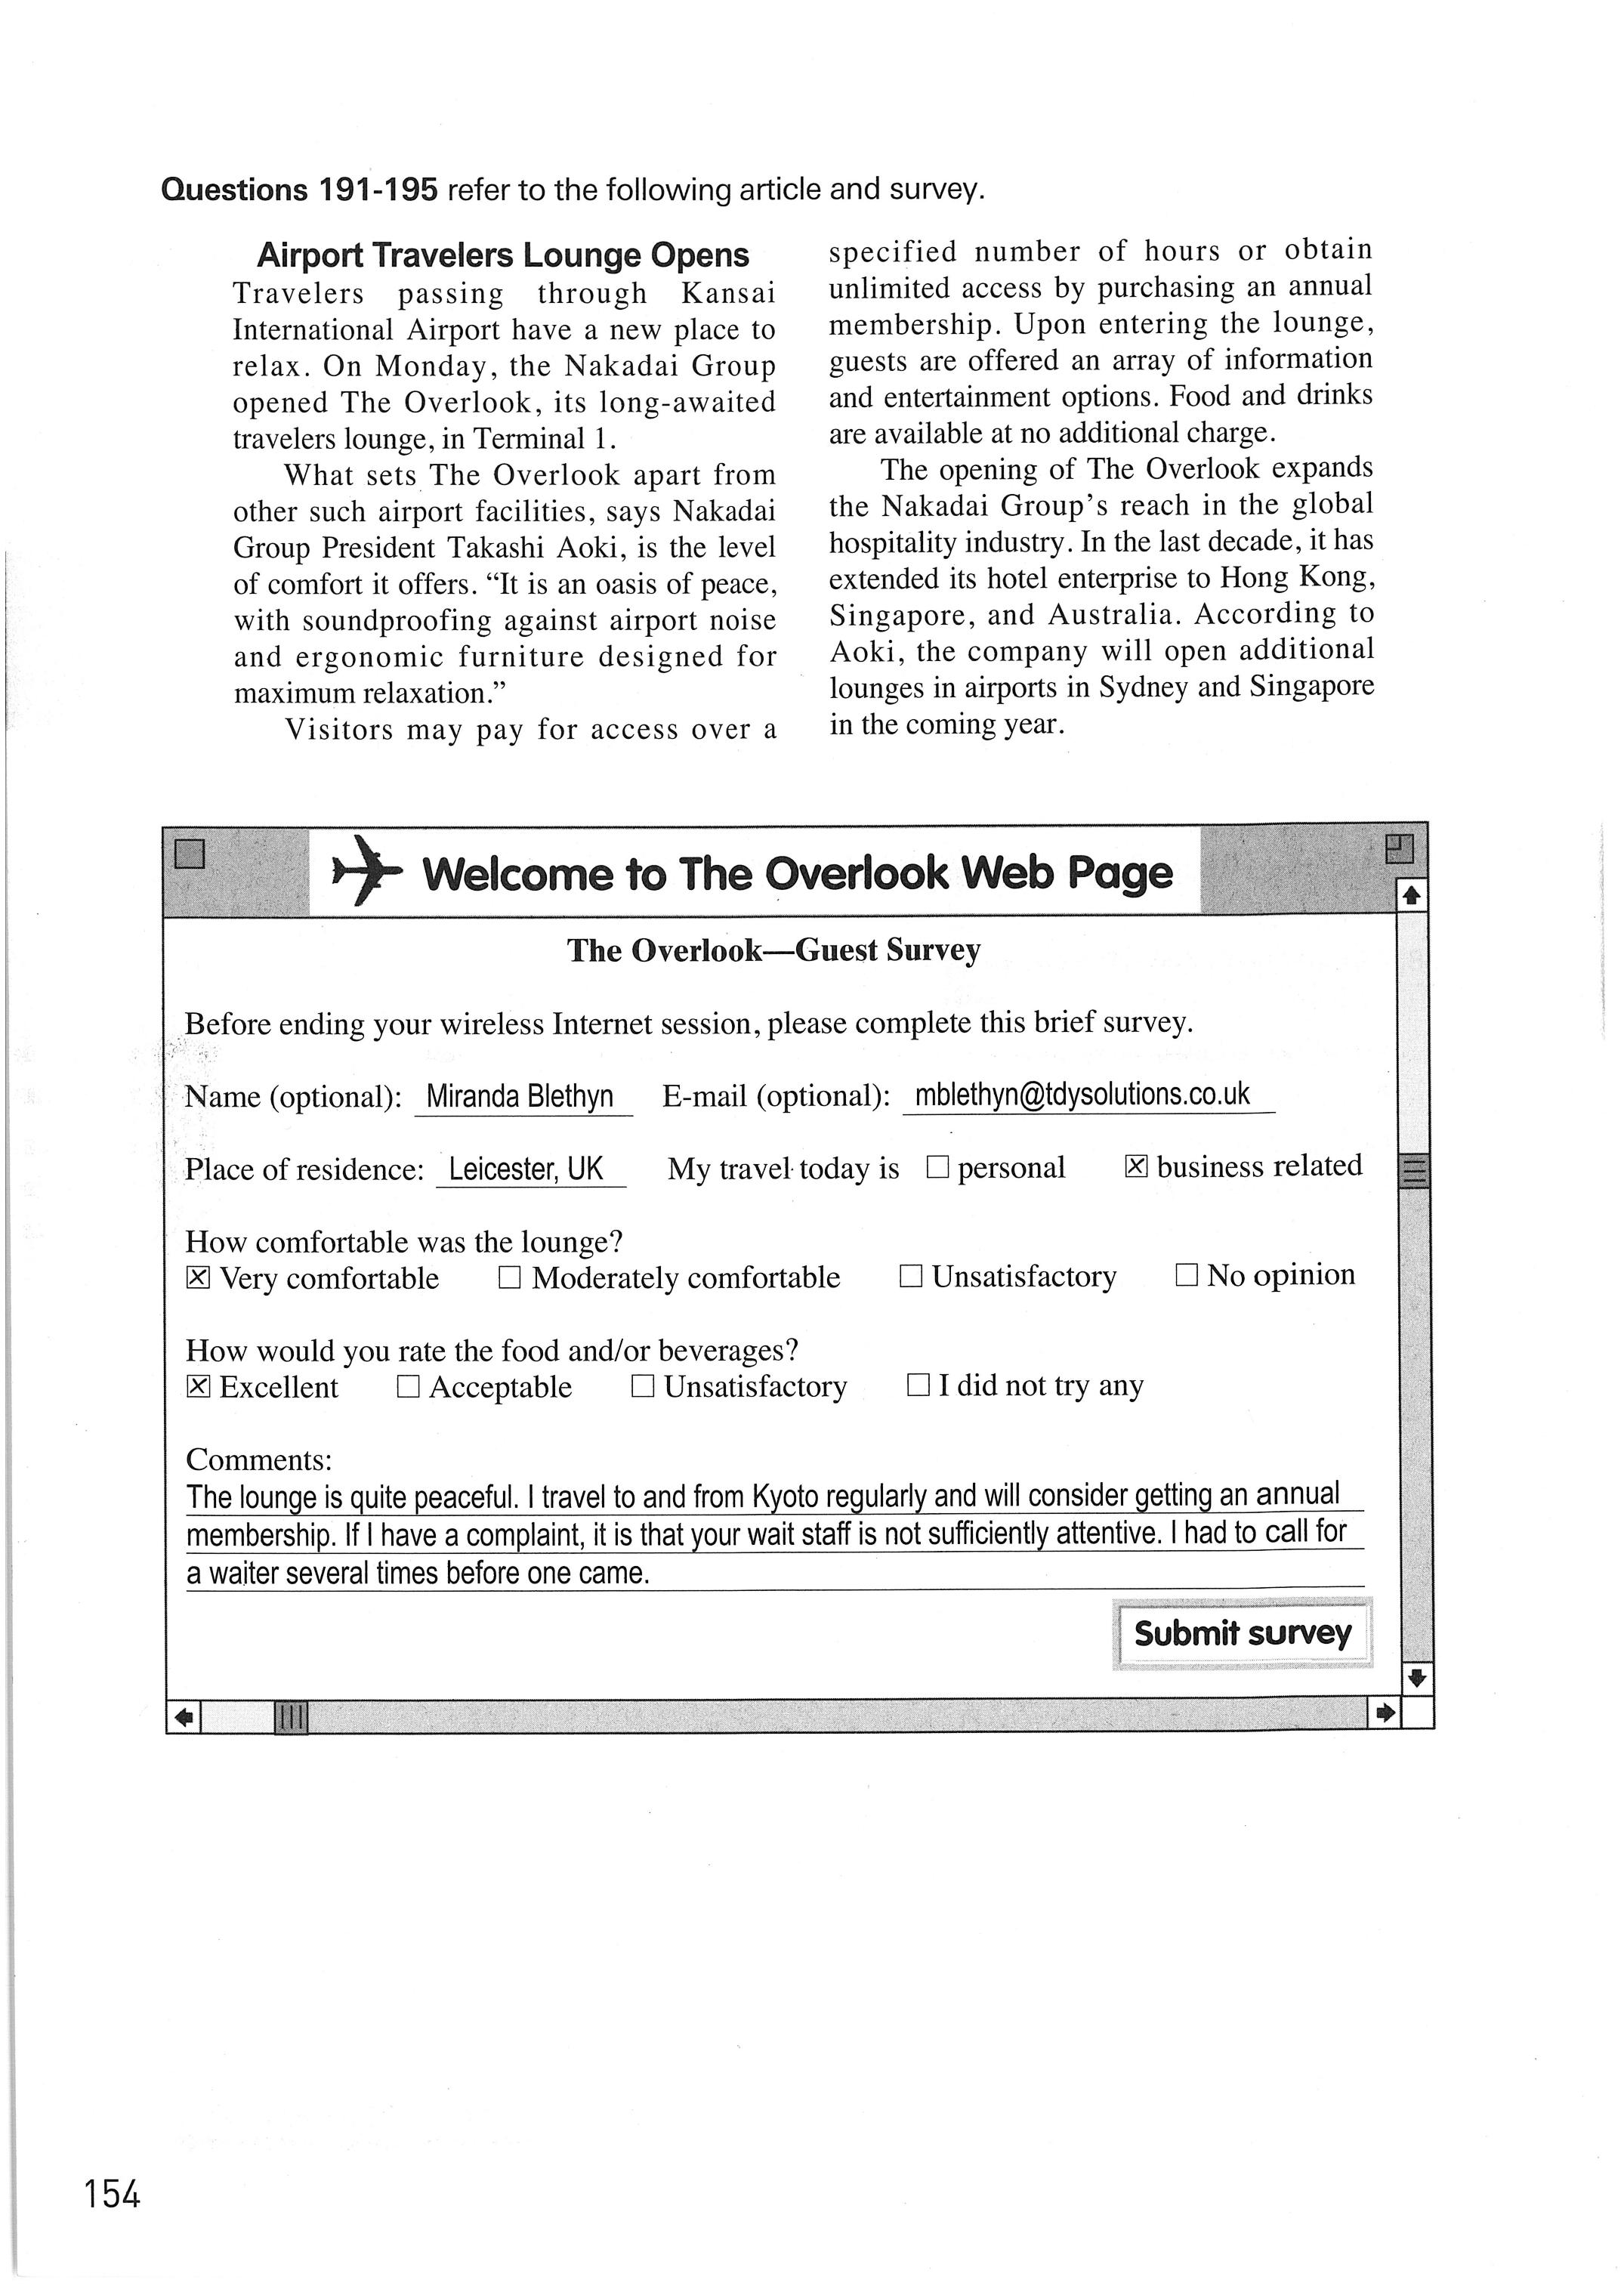 Questions 191-195 refer to the following article and survey.
Airport Travelers Lounge Opens
Travelers passing through Kansai
International Airport have a new place to
relax. On Monday, the Nakadai Group
opened The Overlook, its long-awaited
travelers lounge, in Terminal 1.
What sets The Overlook apart from
other such airport facilities, says Nakadai
Group President Takashi Aoki, is the level
of comfort it offers. “It is an oasis of peace,
with soundproofing against airport noise
and ergonomic furniture designed for
maximum relaxation.”
Visitors may pay for access over a
specified number of hours or obtain
unlimited access by purchasing an annual
membership. Upon entering the lounge,
guests are offered an array of information
and entertainment options. Food and drinks
are available at no additional charge.
The opening of The Overlook expands
the Nakadai Group’s reach in the global
hospitality industry. In the last decade, it has
extended its hotel enterprise to Hong Kong,
Singapore, and Australia. According to
Aoki, the company will open additional
lounges in airports in Sydney and Singapore
in the coming year.
Welcome to The Overlook Web Page
The Overlook—Guest Survey
Before ending your wireless Internet session, please complete this brief survey.
Name (optional): Miranda Blethyn E-mail (optional): mblethyn@tdysolutions.co.uk
Place of residence: Leicester, UK My travel today is ☐ personal ☒ business related
How comfortable was the lounge?
☒ Very comfortable ☐ Moderately comfortable ☐ Unsatisfactory ☐ No opinion
How would you rate the food and/or beverages?
☒ Excellent ☐ Acceptable ☐ Unsatisfactory ☐ I did not try any
Comments:
The lounge is quite peaceful. I travel to and from Kyoto regularly and will consider getting an annual
membership. If I have a complaint, it is that your wait staff is not sufficiently attentive. I had to call for
a waiter several times before one came.
Submit survey
154